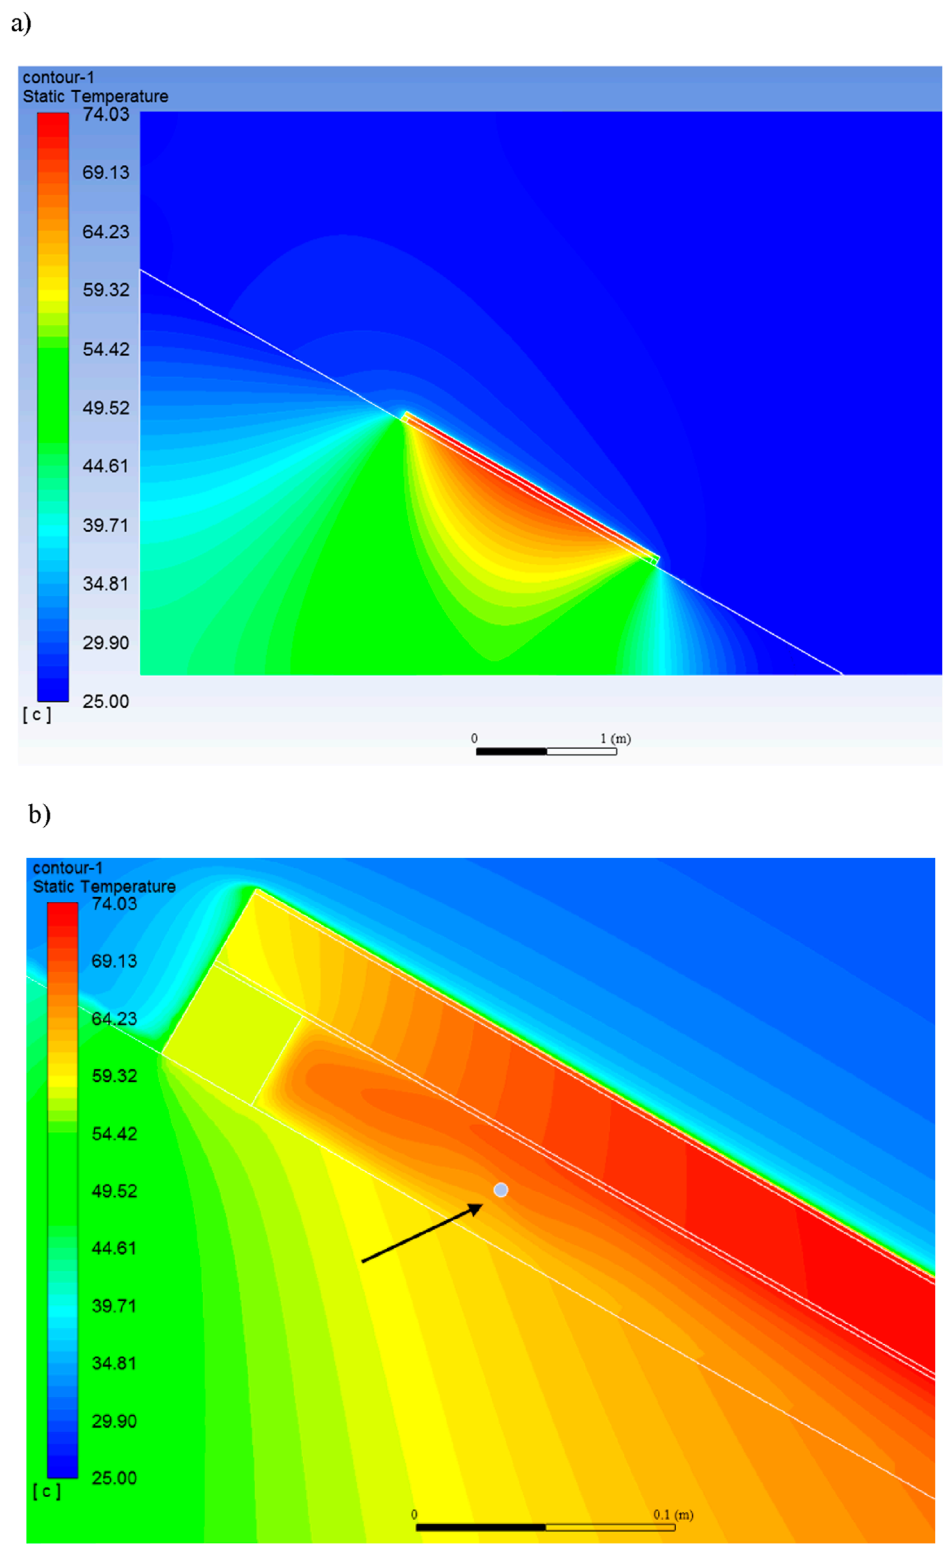 a)
contour-1
Static Temperature
74.03
69.13
64.23
59.32
54.42
49.52
44.61
39.71
34.81
29.90
25.00
[ c ]
0 1 (m)
b)
contour-1
Static Temperature
74.03
69.13
64.23
59.32
54.42
49.52
44.61
39.71
34.81
29.90
25.00
[ c ]
0 0.1 (m)